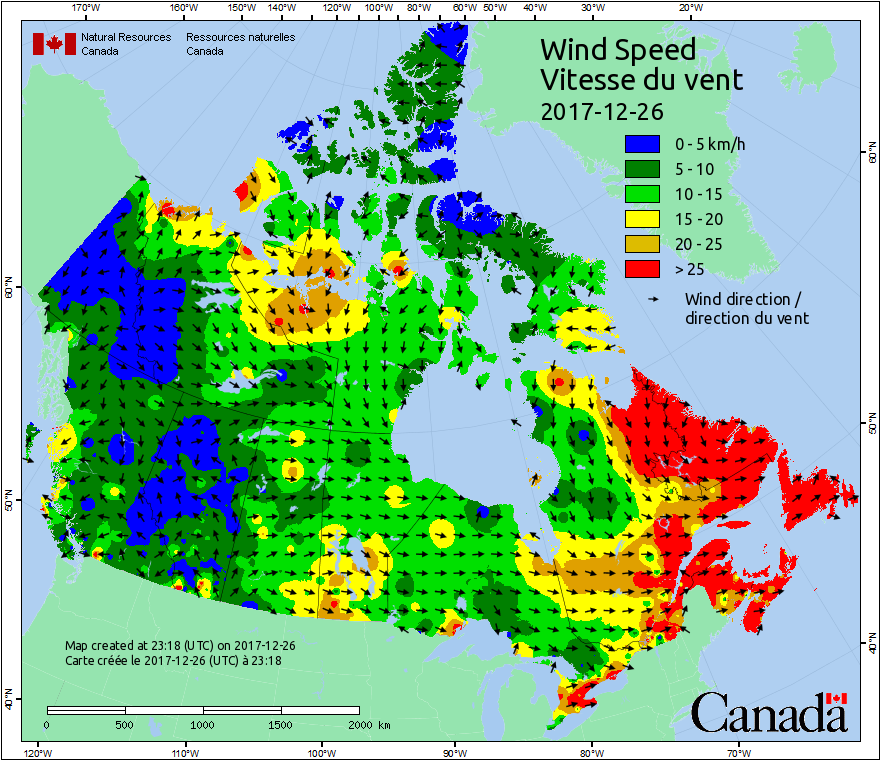 170°W 160°W 150°W 140°W 120°W 100°W 80°W 60°W 50°W 40°W 30°W 20°W
Natural Resources Ressources naturelles
Canada Canada
Wind Speed
Vitesse du vent
2017-12-26
0 - 5 km/h
5 - 10
10 - 15
15 - 20
20 - 25
> 25
Wind direction /
direction du vent
60°N
50°N
40°N
60°N
50°N
40°N
Map created at 23:18 (UTC) on 2017-12-26
Carte créée le 2017-12-26 (UTC) à 23:18
0 500 1000 1500 2000 km
Canada
120°W 110°W 100°W 90°W 80°W 70°W